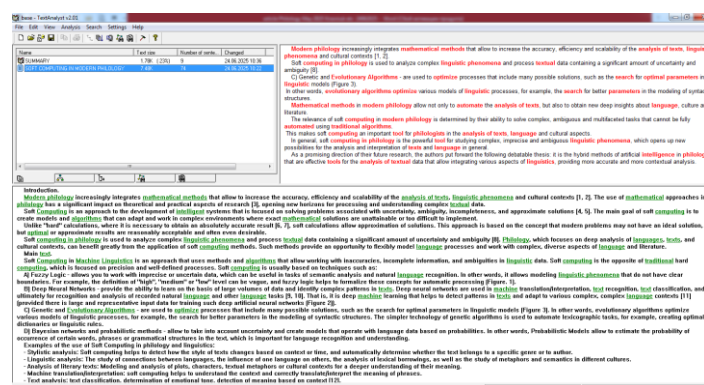 base - TextAnalyst v2.01
File Edit View Analysis Search Settings Help
Name Text size Number of sente... Changed
SUMMARY 1.78K (23%) 9 24.06.2025 10:36
SOFT COMPUTING IN MODERN PHILOLOGY 7.60K 78 24.06.2025 10:22
Modern philology increasingly integrates mathematical methods that allow to increase the accuracy, efficiency and scalability of the analysis of texts, linguistic
phenomena and cultural contexts [1, 2].
Soft computing in philology is used to analyze complex linguistic phenomena and process textual data containing a significant amount of uncertainty and
ambiguity [8].
C) Genetic and Evolutionary Algorithms - are used to optimize processes that include many possible solutions, such as the search for optimal parameters in
linguistic models (Figure 3)
In other words, evolutionary algorithms optimize various models of linguistic processes, for example, the search for better parameters in the modeling of syntactic
structures.
Mathematical methods in modern philology allow not only to automate the analysis of texts, but also to obtain new deep insights about language, culture and
literature.
The relevance of soft computing in modern philology is determined by their ability to solve complex, ambiguous and multifaceted tasks that cannot be fully
automated using traditional algorithms.
This makes soft computing an important tool for philologists in the analysis of texts, language and cultural aspects.
In general, soft computing in philology is the powerful tool for studying complex, imprecise and ambiguous linguistic phenomena, which opens up new
possibilities for the analysis and interpretation of texts and language in general.
As a promising direction of their future research, the authors put forward the following debatable thesis: it is the hybrid methods of artificial intelligence in philology
that are effective tools for the analysis of textual data that allow integrating various aspects of linguistics, providing more accurate and more contextual analysis.
Introduction.
Modern philology increasingly integrates mathematical methods that allow to increase the accuracy, efficiency and scalability of the analysis of texts, linguistic phenomena and cultural contexts [1, 2]. The use of mathematical approaches in
philology has a significant impact on theoretical and practical aspects of research [3], opening new horizons for processing and understanding complex textual data.
Soft Computing is an approach to the development of intelligent systems that is focused on solving problems associated with uncertainty, ambiguity, incompleteness, and approximate solutions [4, 5]. The main goal of soft computing is to
create models and algorithms that can adapt and work in complex environments where exact mathematical solutions are unattainable or too difficult to implement.
Unlike "hard" calculations, where it is necessary to obtain an absolutely accurate result [6, 7], soft calculations allow approximation of solutions. This approach is based on the concept that modern problems may not have an ideal solution,
but optimal or approximate results are reasonably acceptable and often even desirable.
Soft computing in philology is used to analyze complex linguistic phenomena and process textual data containing a significant amount of uncertainty and ambiguity [8]. Philology, which focuses on deep analysis of languages, texts, and
cultural contexts, can benefit greatly from the application of soft computing methods. Such methods provide an opportunity to flexibly model language processes and work with complex, diverse aspects of language and literature.
Main text.
Soft Computing in Machine Linguistics is an approach that uses methods and algorithms that allow working with inaccuracies, incomplete information, and ambiguities in linguistic data. Soft Computing is the opposite of traditional hard
computing, which is focused on precision and well-defined processes. Soft computing is usually based on techniques such as:
A) Fuzzy Logic - allows you to work with imprecise or uncertain data, which can be useful in tasks of semantic analysis and natural language recognition. In other words, it allows modeling linguistic phenomena that do not have clear
boundaries. For example, the definition of "high", "medium" or "low" level can be vague, and fuzzy logic helps to formalize these concepts for automatic processing (Figure 1).
B) Deep Neural Networks - provide the ability to learn on the basis of large volumes of data and identify complex patterns in texts. Deep neural networks are used in machine translation/interpretation, text recognition, text classification, and
ultimately for recognition and analysis of recorded natural language and other language tasks [9, 10]. That is, it is deep machine learning that helps to detect patterns in texts and adapt to various complex, complex language contexts [11]
(provided there is large and representative input data for training such deep artificial neural networks (Figure 2)).
C) Genetic and Evolutionary Algorithms - are used to optimize processes that include many possible solutions, such as the search for optimal parameters in linguistic models (Figure 3). In other words, evolutionary algorithms optimize
various models of linguistic processes, for example, the search for better parameters in the modeling of syntactic structures. The simpler technology of genetic algorithms is used to automate lexicographic tasks, for example, creating optimal
dictionaries or linguistic rules.
D) Bayesian networks and probabilistic methods - allow to take into account uncertainty and create models that operate with language data based on probabilities. In other words, Probabilistic Models allow to estimate the probability of
occurrence of certain words, phrases or grammatical structures in the text, which is important for language recognition and understanding.
Examples of the use of Soft Computing in philology and linguistics:
- Stylistic analysis: Soft computing helps to detect how the style of texts changes based on context or time, and automatically determine whether the text belongs to a specific genre or to author.
- Linguistic analysis: The study of connections between languages, the influence of one language on others, the analysis of lexical borrowings, as well as the study of metaphors and semantics in different cultures.
- Analysis of literary texts: Modeling and analysis of plots, characters, textual metaphors or cultural contexts for a deeper understanding of their meaning.
- Machine translation/interpretation: soft computing helps to understand the context and correctly translate/interpret the meaning of phrases.
- Text analysis: text classification, determination of emotional tone, detection of meaning based on context [12].